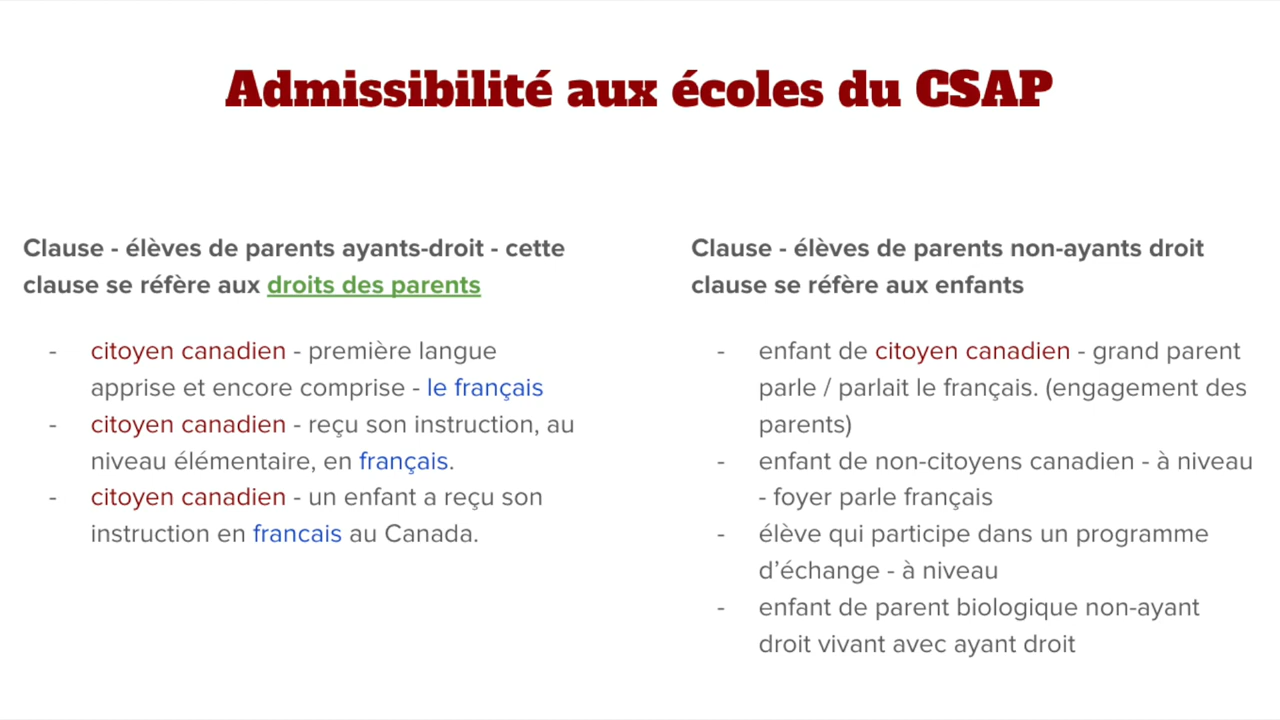 Admissibilité aux écoles du CSAP
Clause - élèves de parents ayants-droit - cette
clause se réfère aux droits des parents
- citoyen canadien - première langue
apprise et encore comprise - le français
- citoyen canadien - reçu son instruction, au
niveau élémentaire, en français.
- citoyen canadien - un enfant a reçu son
instruction en francais au Canada.
Clause - élèves de parents non-ayants droit
clause se réfère aux enfants
- enfant de citoyen canadien - grand parent
parle / parlait le français. (engagement des
parents)
- enfant de non-citoyens canadien - à niveau
- foyer parle français
- élève qui participe dans un programme
d’échange - à niveau
- enfant de parent biologique non-ayant
droit vivant avec ayant droit